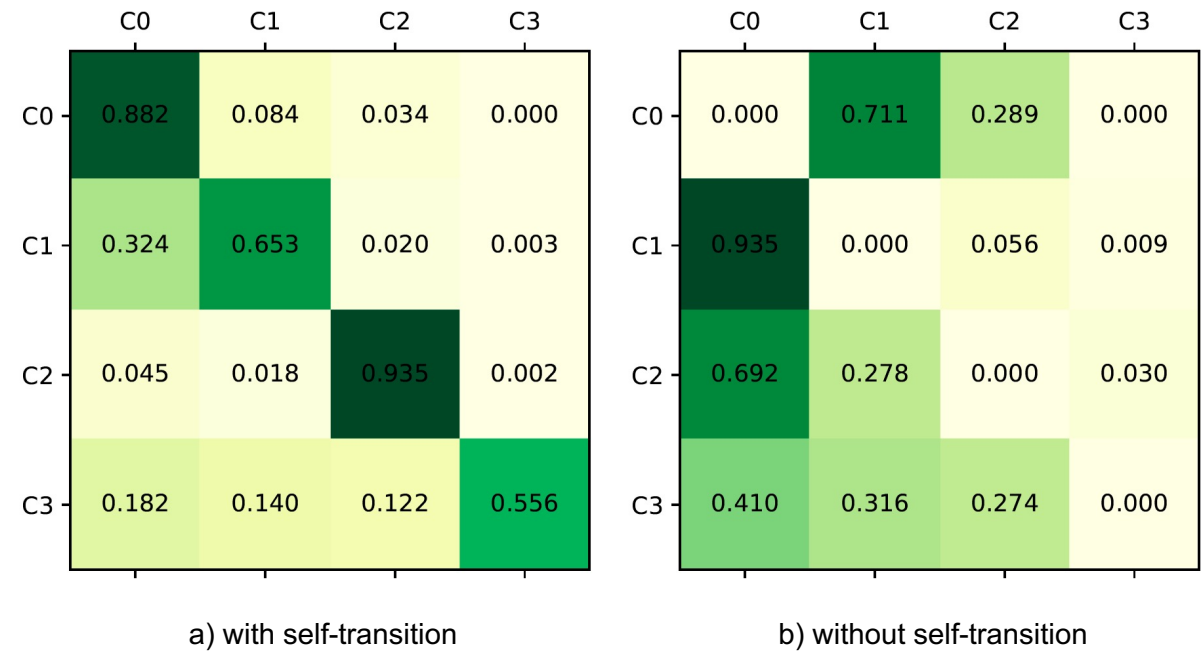 C0 C1 C2 C3 C0 C1 C2 C3
C0 0.882 0.084 0.034 0.000 C0 0.000 0.711 0.289 0.000
C1 0.324 0.653 0.020 0.003 C1 0.935 0.000 0.056 0.009
C2 0.045 0.018 0.935 0.002 C2 0.692 0.278 0.000 0.030
C3 0.182 0.140 0.122 0.556 C3 0.410 0.316 0.274 0.000
a) with self-transition b) without self-transition